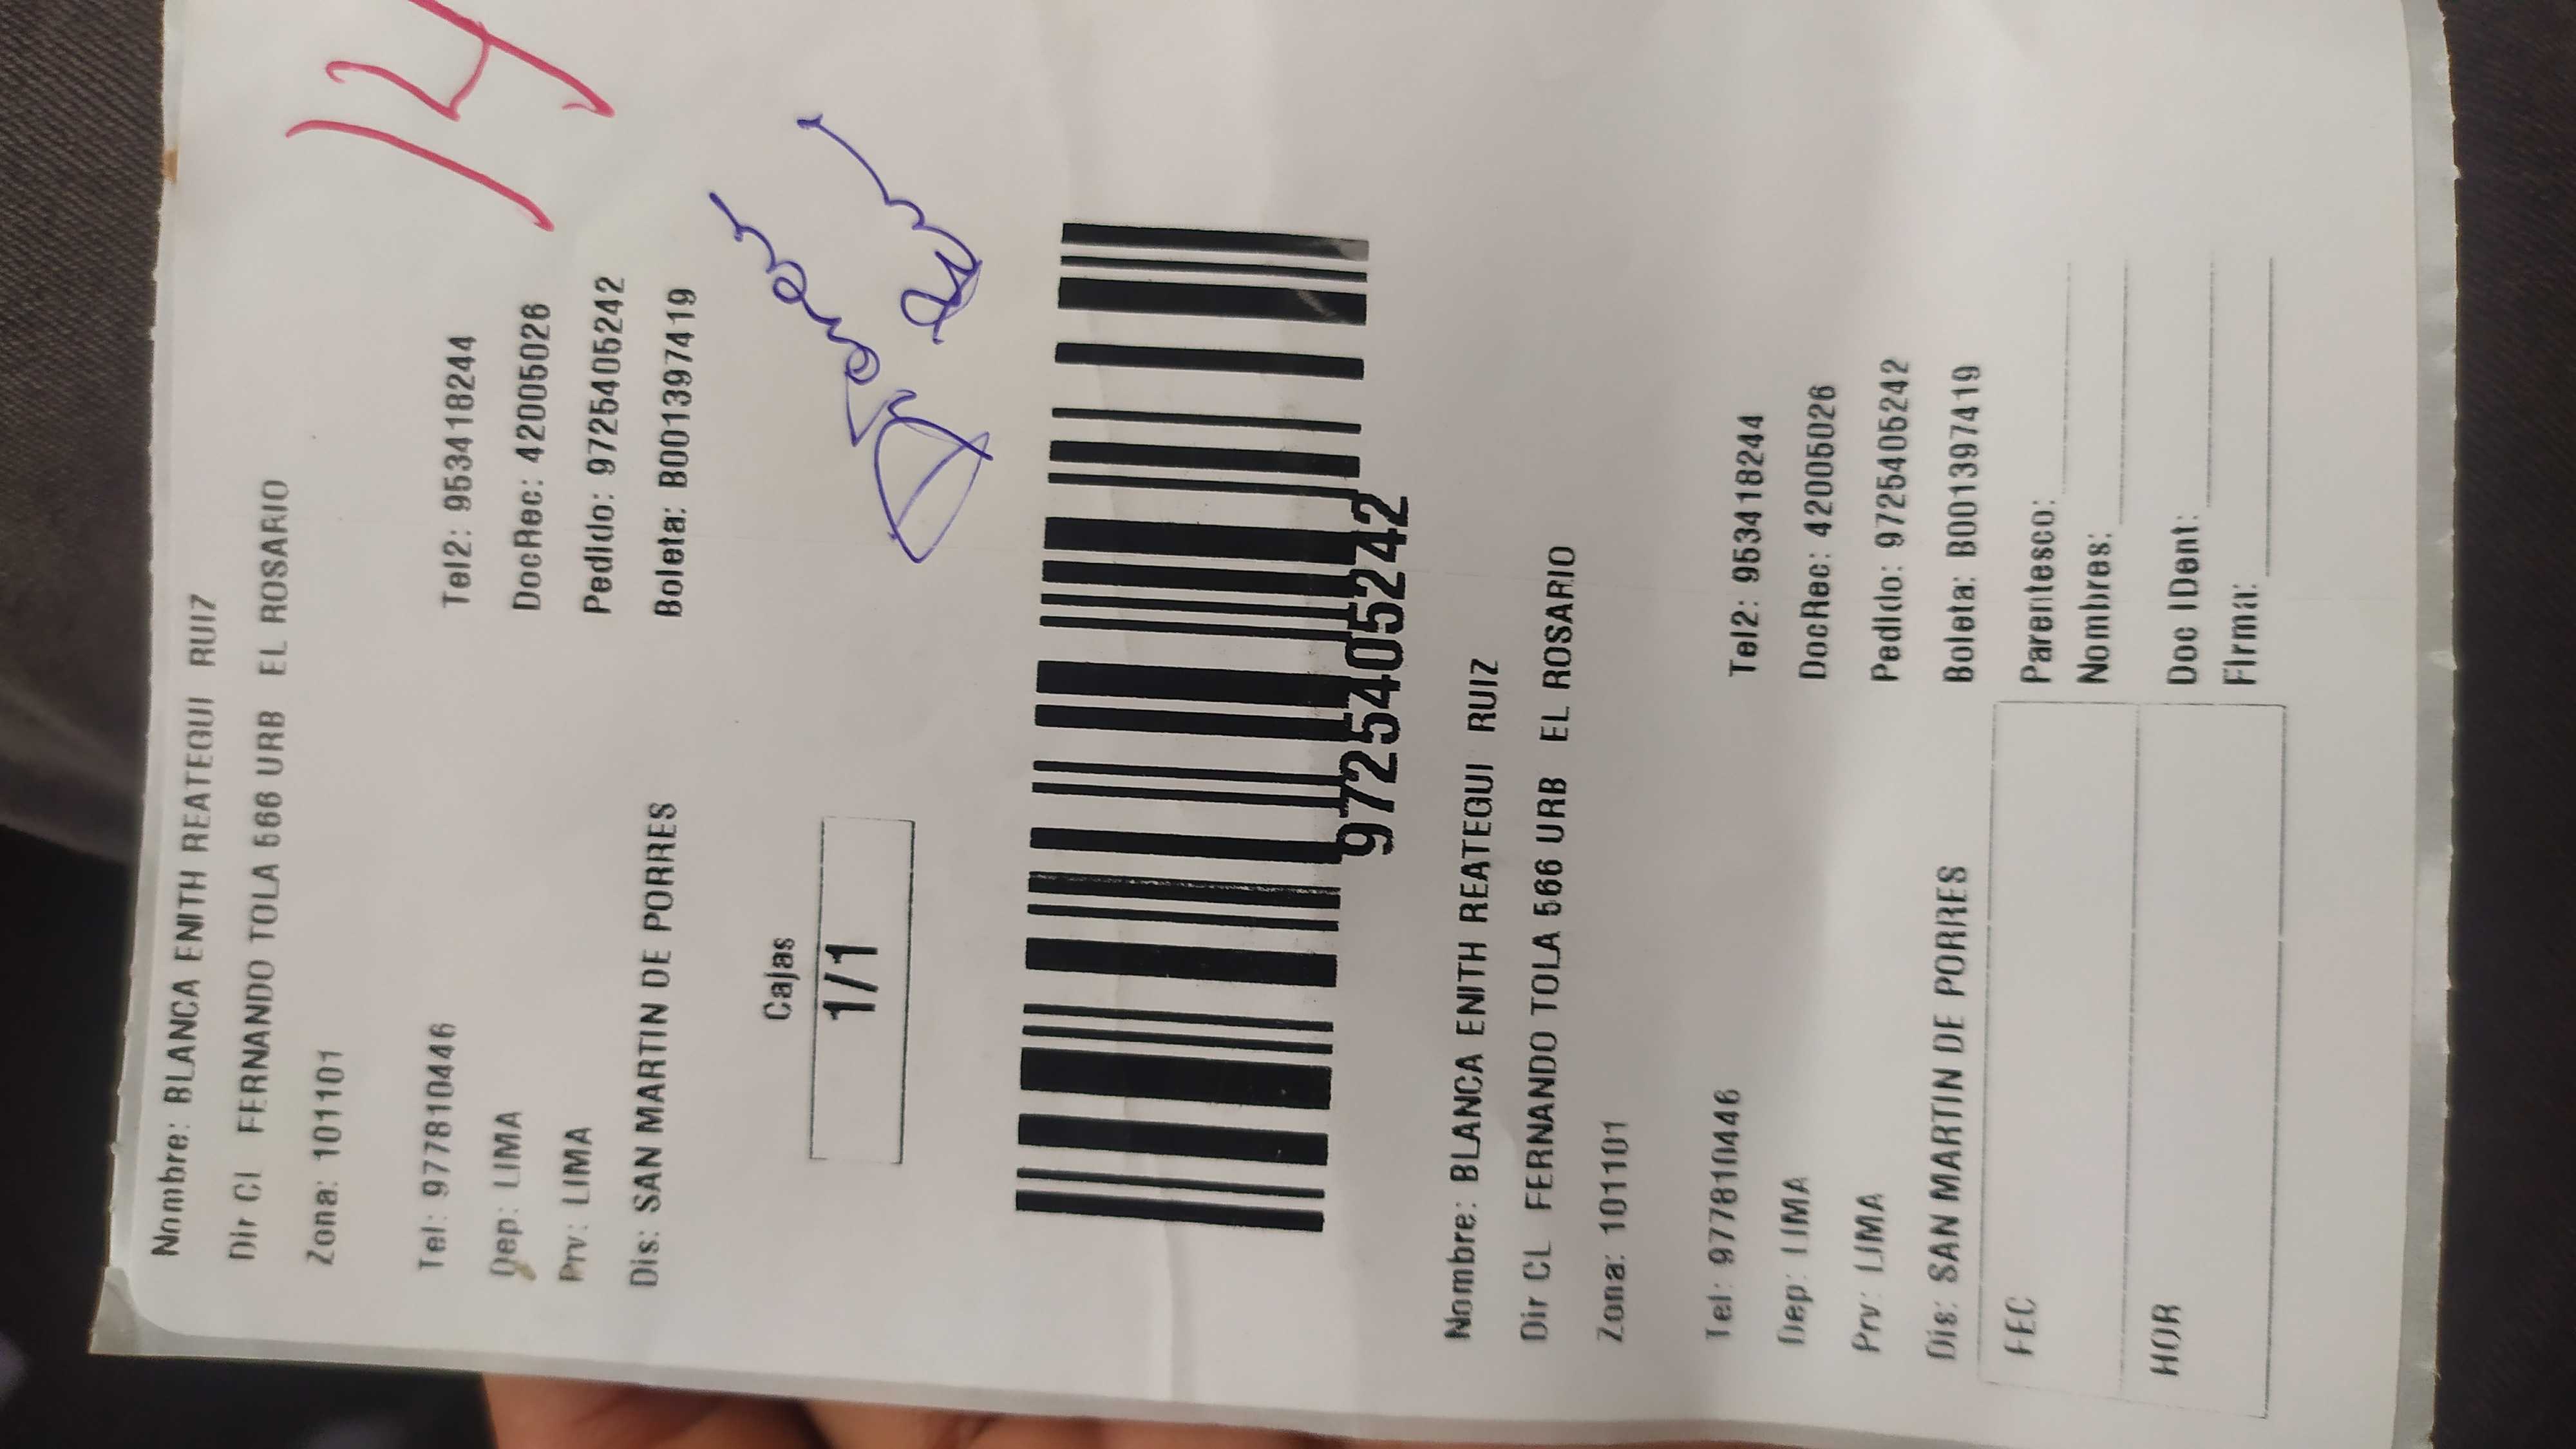 14
Nombre: BLANCA ENITH REATEGUI RUIZ
Dir CL FERNANDO TOLA 566 URB EL ROSARIO
Zona: 101101
Tel: 977810446 Tel2: 953418244
Dep: LIMA DocRec: 42005026
Prv: LIMA Pedido: 9725405242
Dis: SAN MARTIN DE PORRES Boleta: B001397419
Cajas
1/1
9725405242
Nombre: BLANCA ENITH REATEGUI RUIZ
Dir CL FERNANDO TOLA 566 URB EL ROSARIO
Zona: 101101
Tel: 977810446 Tel2: 953418244
Dep: LIMA DocRec: 42005026
Prv: LIMA Pedido: 9725405242
Dis: SAN MARTIN DE PORRES Boleta: B001397419
FEC Parentesco:
Nombres:
HOR Doc IDent:
Firma: